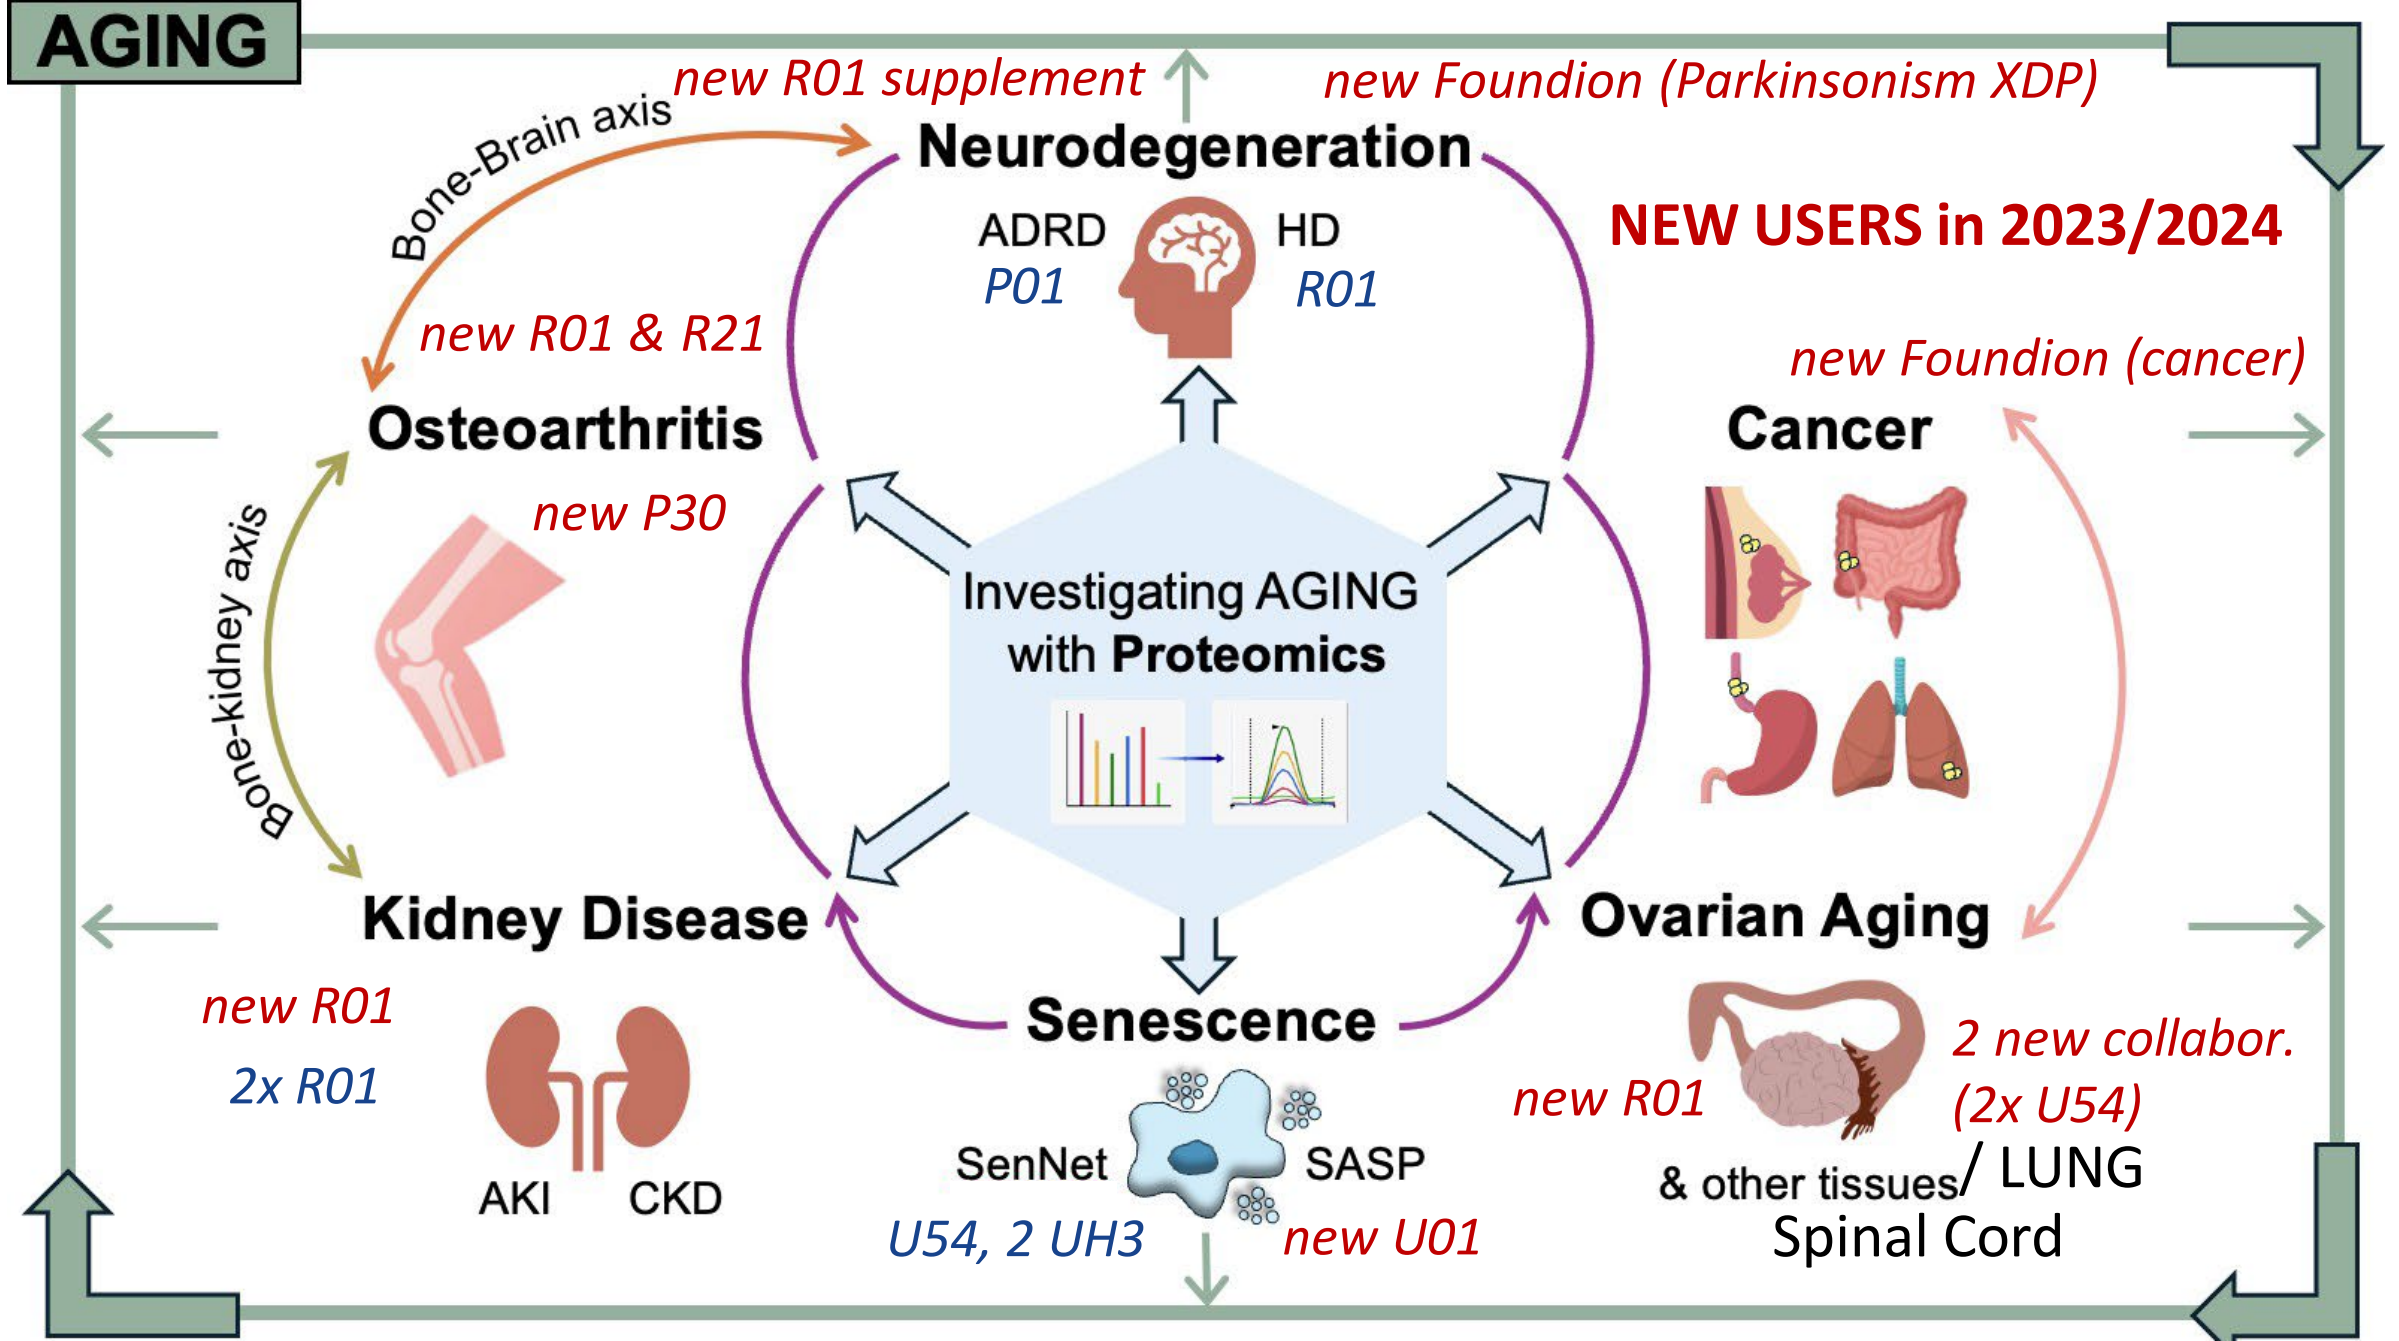 AGING
new R01 supplement
new Foundion (Parkinsonism XDP)
Bone-Brain axis
Neurodegeneration
ADRD
HD
P01
R01
NEW USERS in 2023/2024
new R01 & R21
Osteoarthritis
new P30
new Foundion (cancer)
Cancer
Bone-kidney axis
Investigating AGING
with Proteomics
Kidney Disease
new R01
2x R01
AKI
CKD
Senescence
SenNet
SASP
U54, 2 UH3
new U01
Ovarian Aging
new R01
2 new collabor.
(2x U54)
& other tissues/ LUNG
Spinal Cord